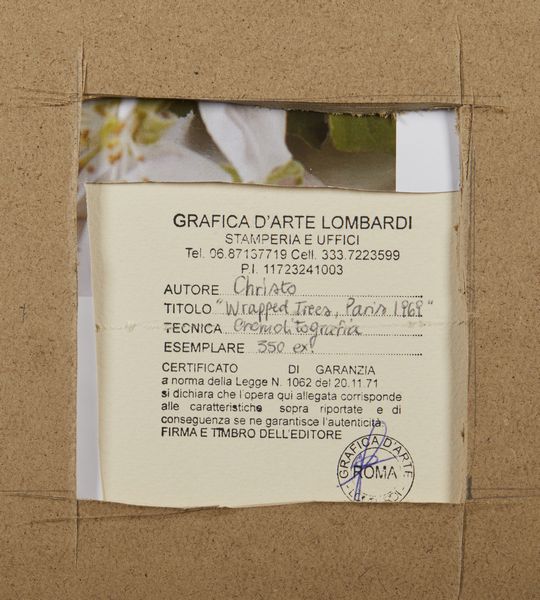 GRAFICA D'ARTE LOMBARDI
STAMPERIA E UFFICI
Tel. 06.87137719 Cell. 333.7223599
P.I. 11723241003
AUTORE Christo
TITOLO "Wrapped Trees, Paris 1969"
TECNICA Cromolitografia
ESEMPLARE 350 ex.
CERTIFICATO DI GARANZIA
a norma della Legge N. 1062 del 20.11.71
si dichiara che l'opera qui allegata corrisponde
alle caratteristiche sopra riportate e di
conseguenza se ne garantisce l'autenticità
FIRMA E TIMBRO DELL'EDITORE
GRAFICA D'ARTE
ROMA